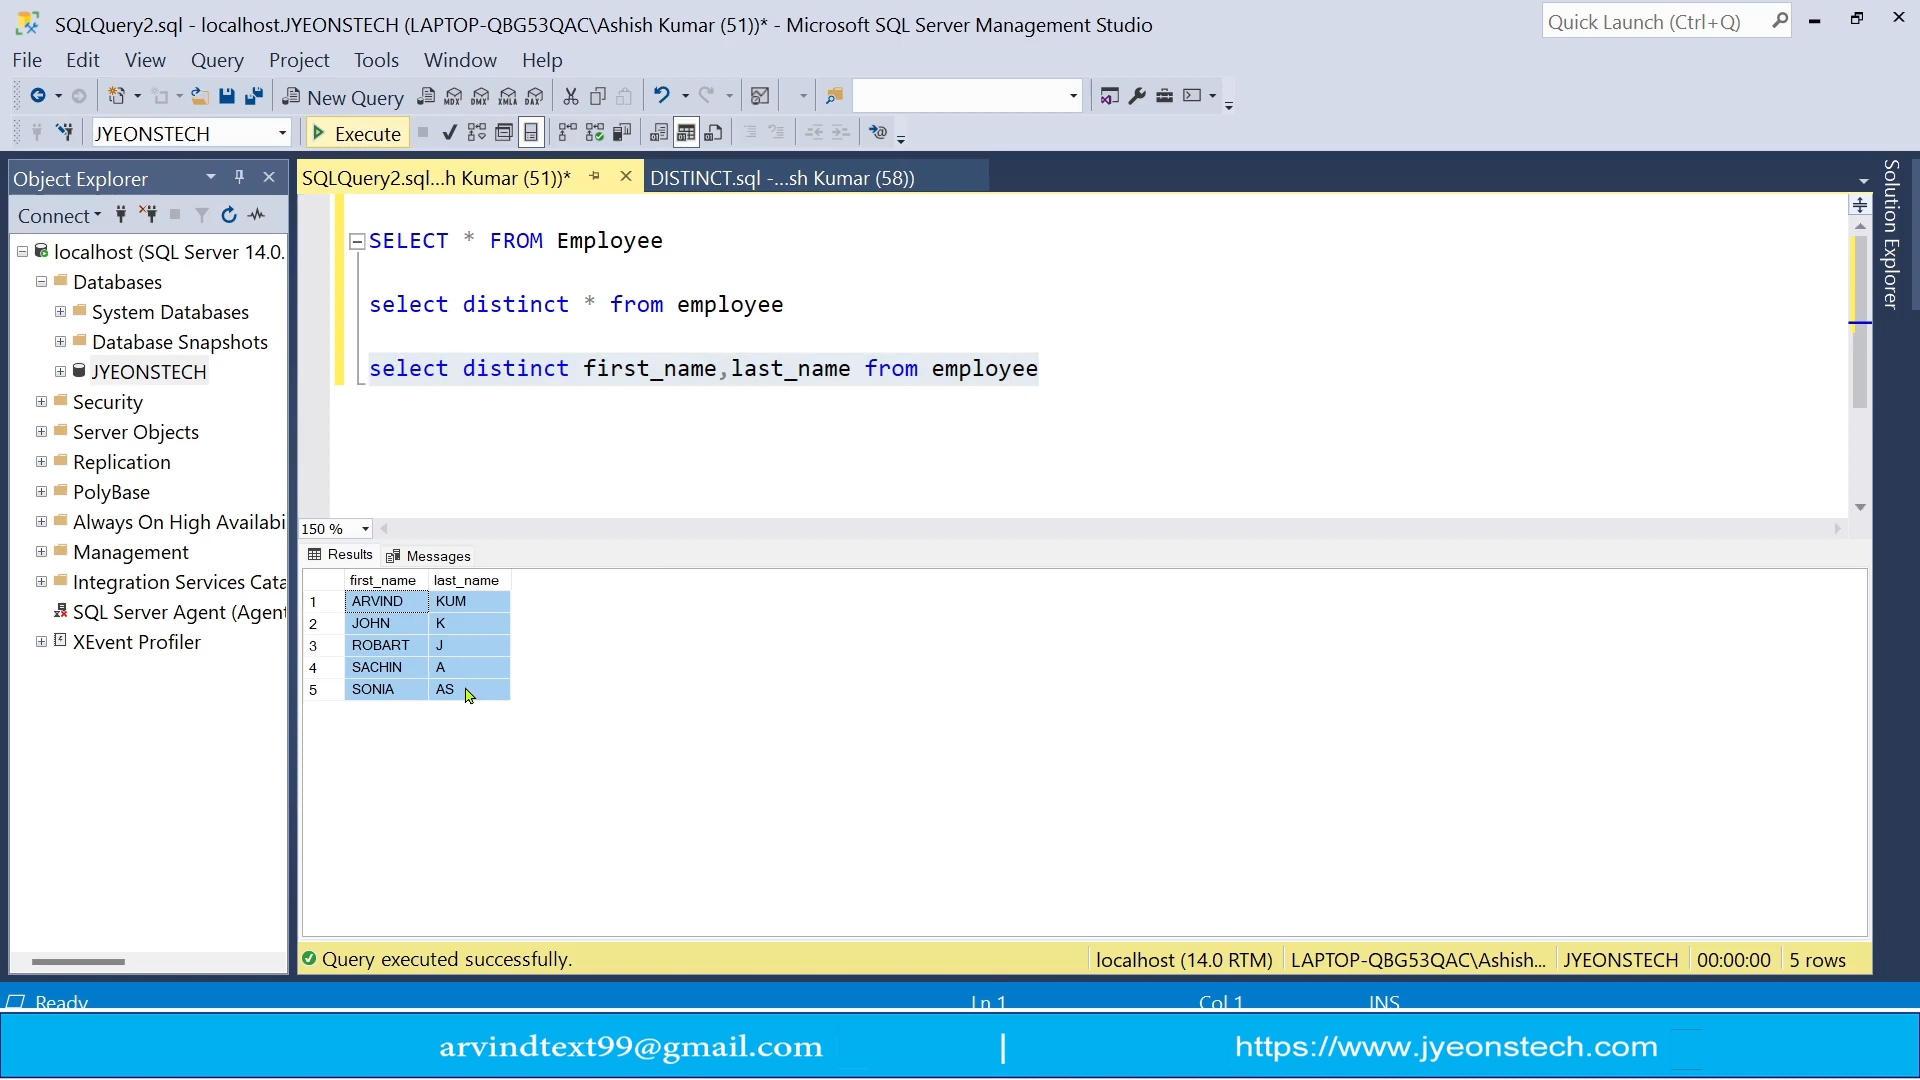 SQLQuery2.sql - localhost.JYEONSTECH (LAPTOP-QBG53QAC\Ashish Kumar (51))* - Microsoft SQL Server Management Studio
Quick Launch (Ctrl+Q)
File Edit View Query Project Tools Window Help
New Query MDX DMX XMLA DAX
JYEONSTECH Execute
Object Explorer
SQLQuery2.sql...h Kumar (51))* DISTINCT.sql -...sh Kumar (58))
Solution Explorer
Connect
localhost (SQL Server 14.0.
Databases
System Databases
Database Snapshots
JYEONSTECH
Security
Server Objects
Replication
PolyBase
Always On High Availabi
Management
Integration Services Cata
SQL Server Agent (Agent
XEvent Profiler
SELECT * FROM Employee
select distinct * from employee
select distinct first_name,last_name from employee
150 %
Results Messages
first_name last_name
1 ARVIND KUM
2 JOHN K
3 ROBART J
4 SACHIN A
5 SONIA AS
Query executed successfully. localhost (14.0 RTM) LAPTOP-QBG53QAC\Ashish... JYEONSTECH 00:00:00 5 rows
Ready Ln 1 Col 1 INS
arvindtext99@gmail.com | https://www.jyeonstech.com